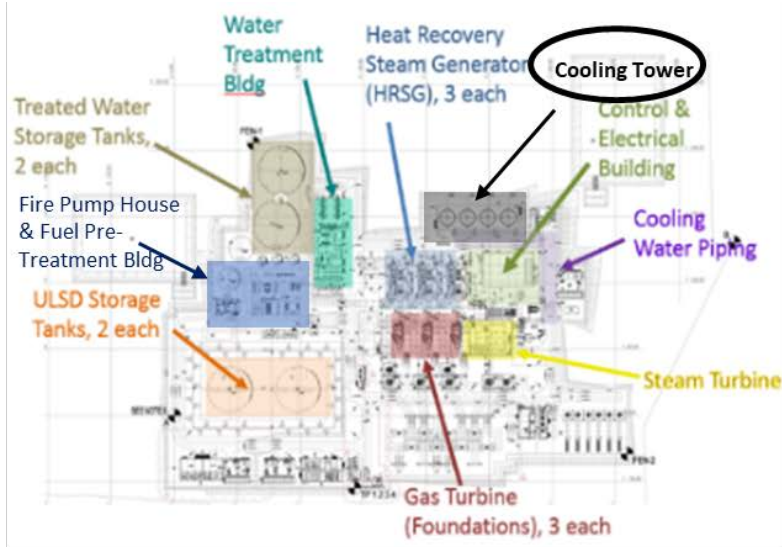 Water
Treatment
Bldg
Heat Recovery
Steam Generator
(HRSG), 3 each
Cooling Tower
Control &
Electrical
Building
Treated Water
Storage Tanks,
2 each
Fire Pump House
& Fuel Pre-
Treatment Bldg
Cooling
Water Piping
ULSD Storage
Tanks, 2 each
Steam Turbine
Gas Turbine
(Foundations), 3 each